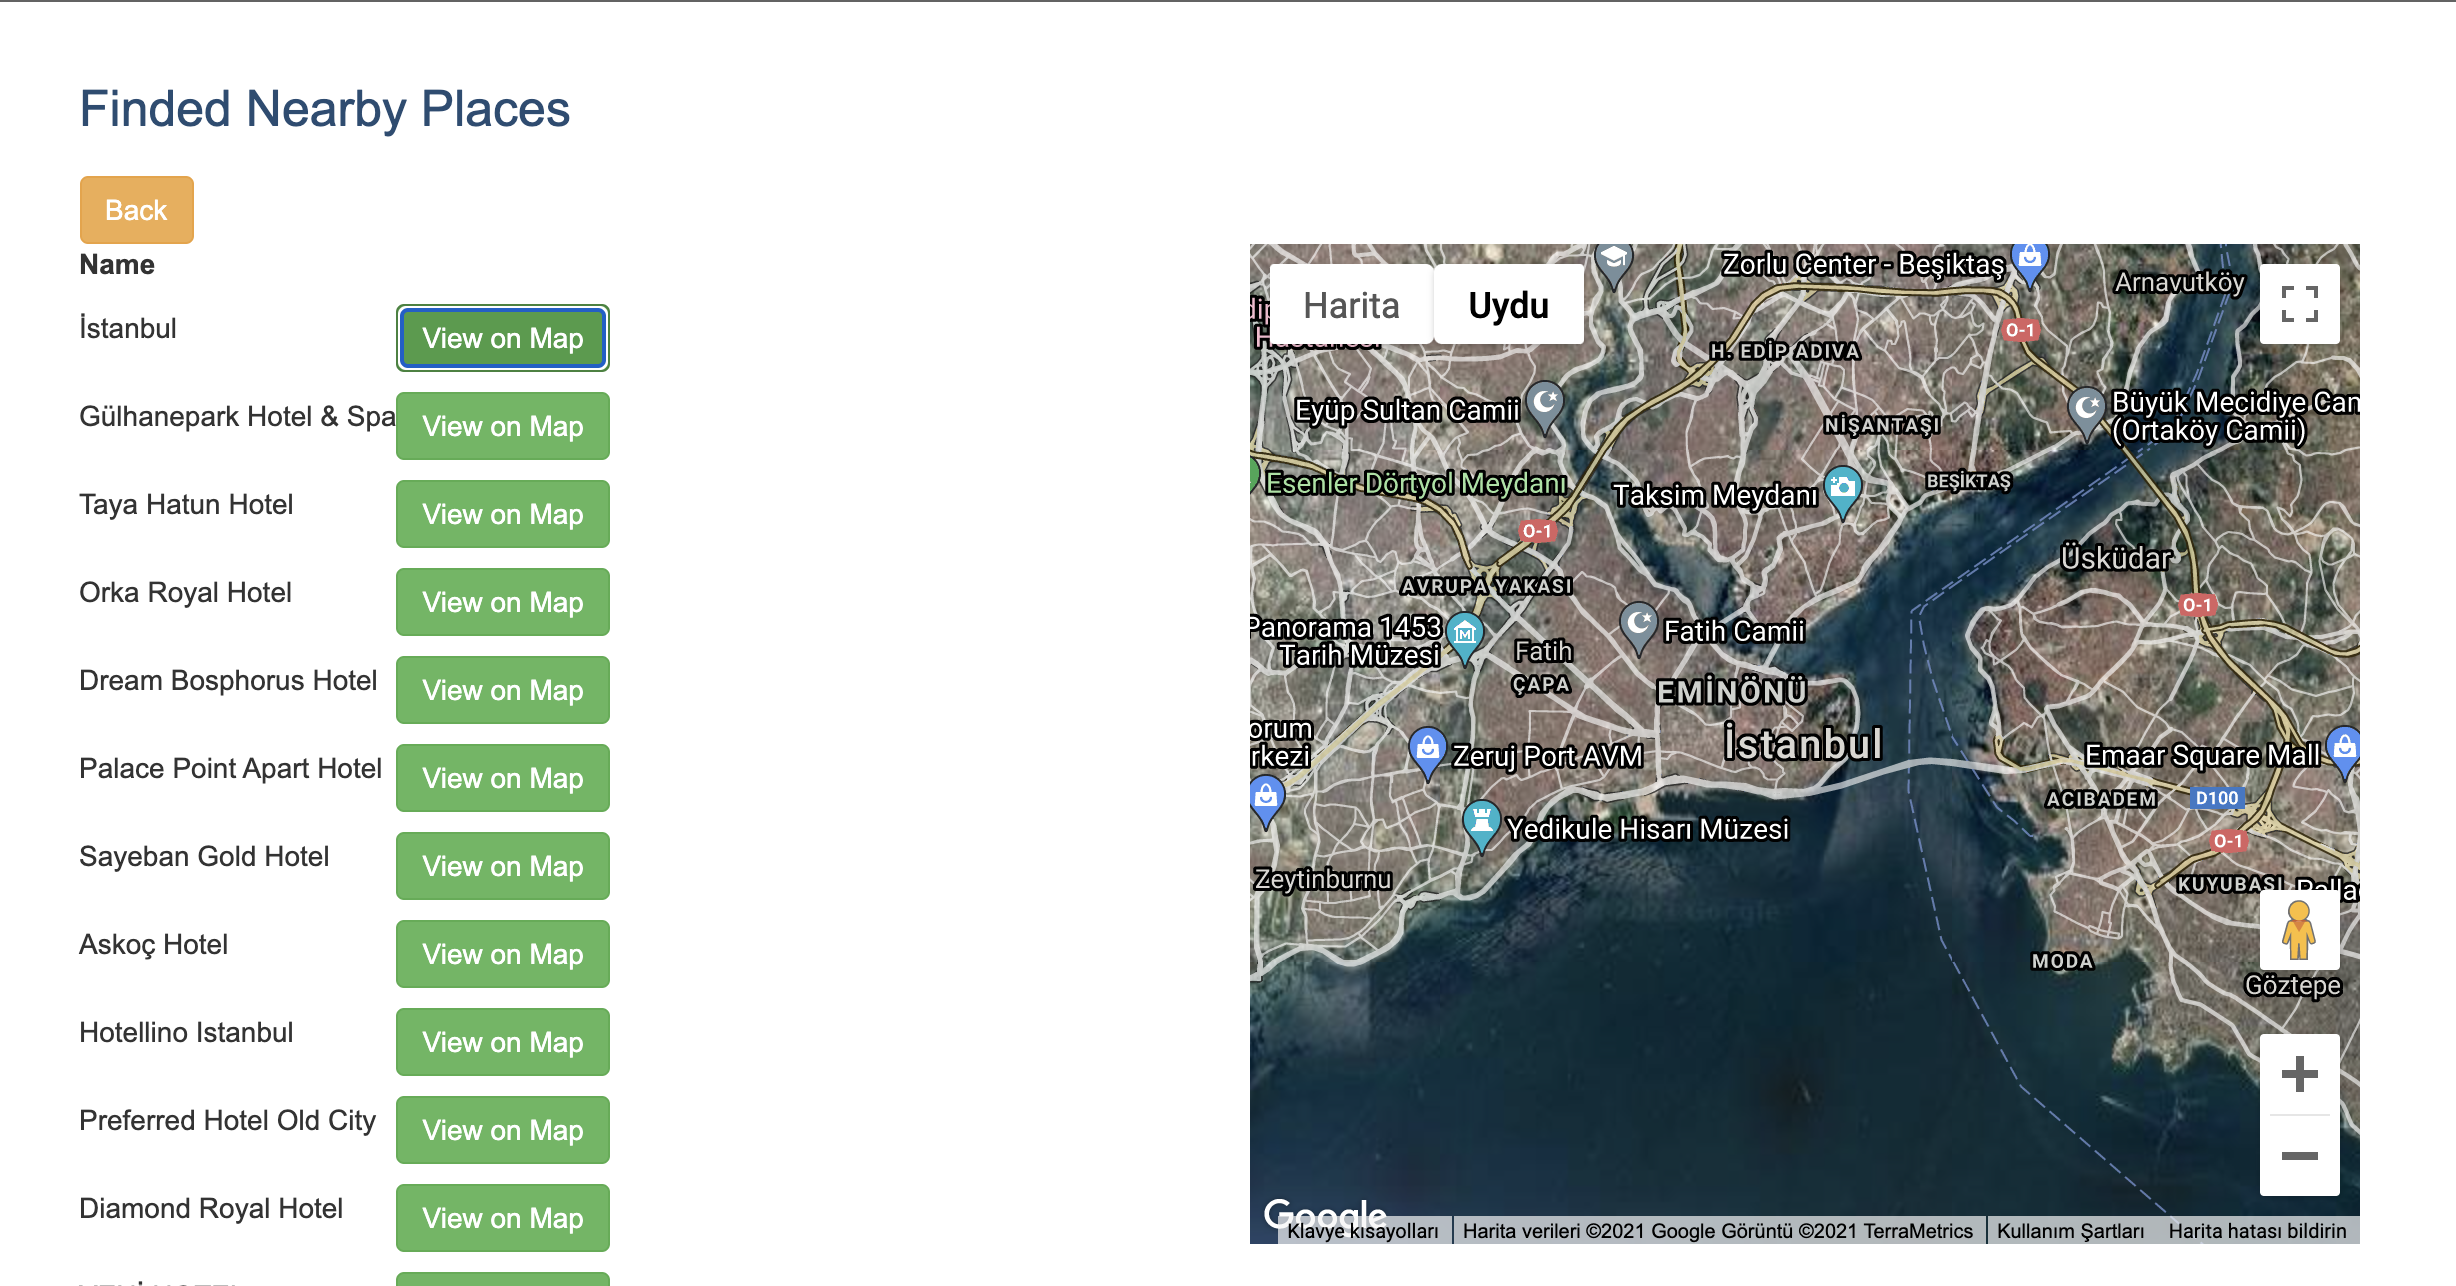 Finded Nearby Places
Back
Name
İstanbul View on Map
Gülhanepark Hotel & Spa View on Map
Taya Hatun Hotel View on Map
Orka Royal Hotel View on Map
Dream Bosphorus Hotel View on Map
Palace Point Apart Hotel View on Map
Sayeban Gold Hotel View on Map
Askoç Hotel View on Map
Hotellino Istanbul View on Map
Preferred Hotel Old City View on Map
Diamond Royal Hotel View on Map
Harita Uydu
Zorlu Center - Beşiktaş
Arnavutköy
O-1
H. EDİP ADIVA
Eyüp Sultan Camii
Büyük Mecidiye Cam
(Ortaköy Camii)
NİŞANTAŞI
Esenler Dörtyol Meydanı
Taksim Meydanı
BEŞİKTAŞ
O-1
Üsküdar
AVRUPA YAKASI
O-1
Panorama 1453
Tarih Müzesi
Fatih Camii
Fatih
ÇAPA
EMİNÖNÜ
İstanbul
orum
rkezi
Zeruj Port AVM
Emaar Square Mall
ACIBADEM
D100
Yedikule Hisarı Müzesi
O-1
Zeytinburnu
KUYUBAŞI
MODA
Göztepe
Google
Klavye kısayolları
Harita verileri ©2021 Google Görüntü ©2021 TerraMetrics
Kullanım Şartları
Harita hatası bildirin